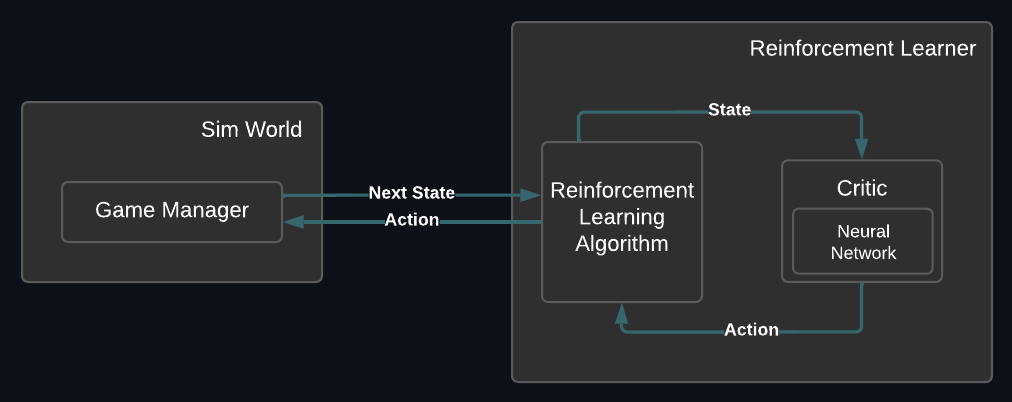 Reinforcement Learner
Sim World
Game Manager
Next State
Action
Reinforcement
Learning
Algorithm
State
Critic
Neural
Network
Action